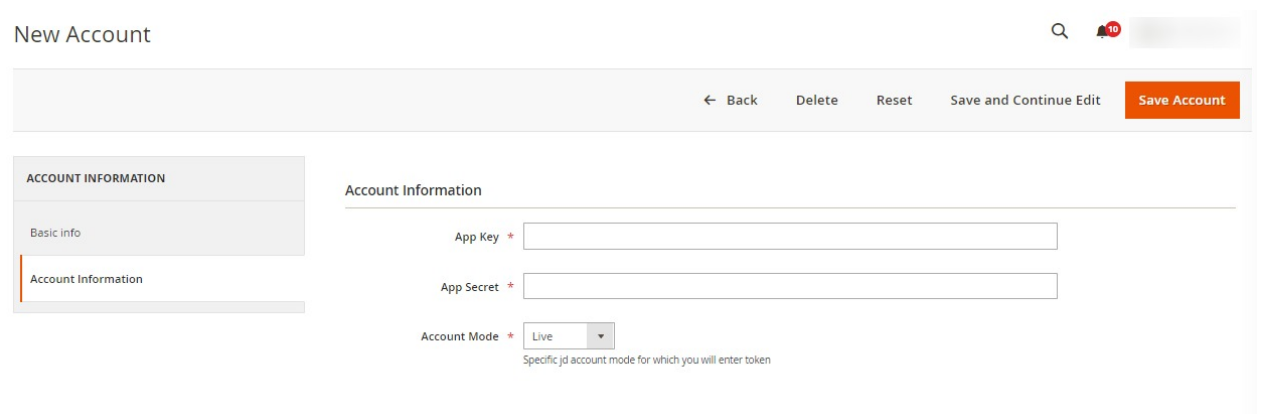 New Account
10
← Back Delete Reset Save and Continue Edit Save Account
ACCOUNT INFORMATION
Basic info
Account Information
Account Information
App Key *
App Secret *
Account Mode * Live
Specific jd account mode for which you will enter token